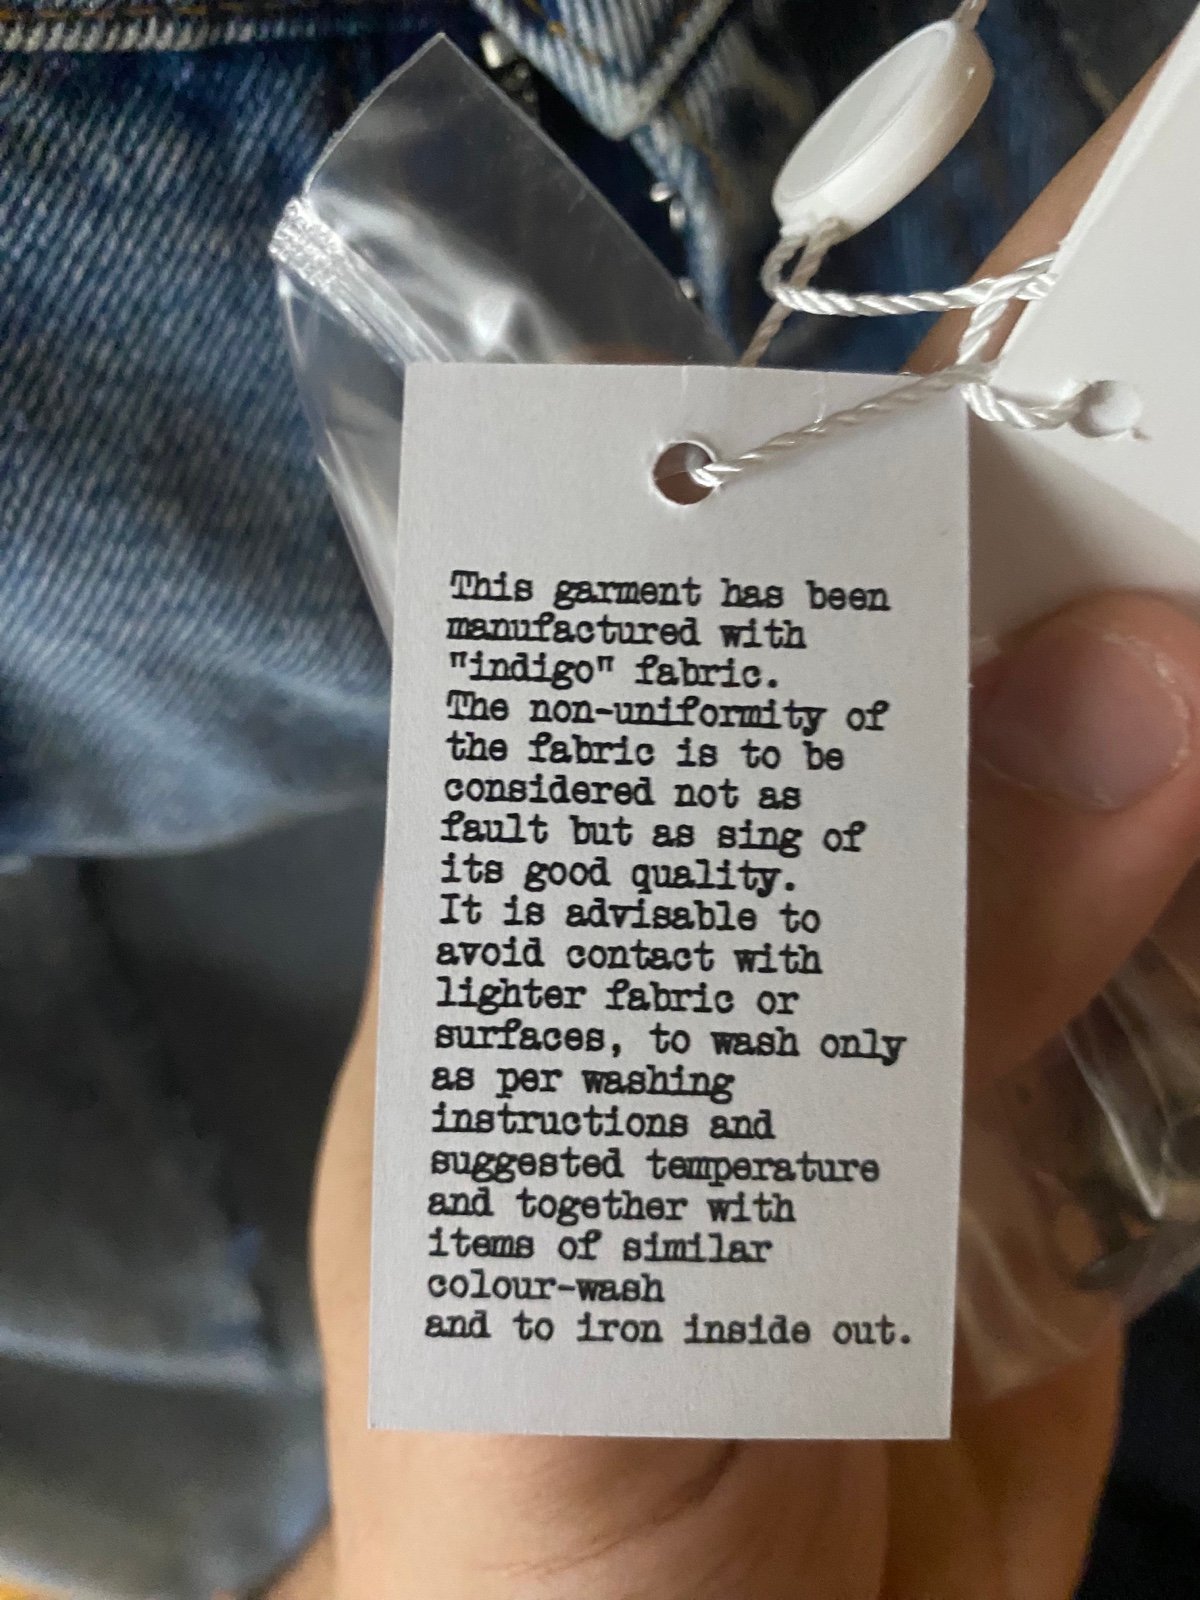 This garment has been
manufactured with
"indigo" fabric.
The non-uniformity of
the fabric is to be
considered not as
fault but as sing of
its good quality.
It is advisable to
avoid contact with
lighter fabric or
surfaces, to wash only
as per washing
instructions and
suggested temperature
and together with
items of similar
colour-wash
and to iron inside out.